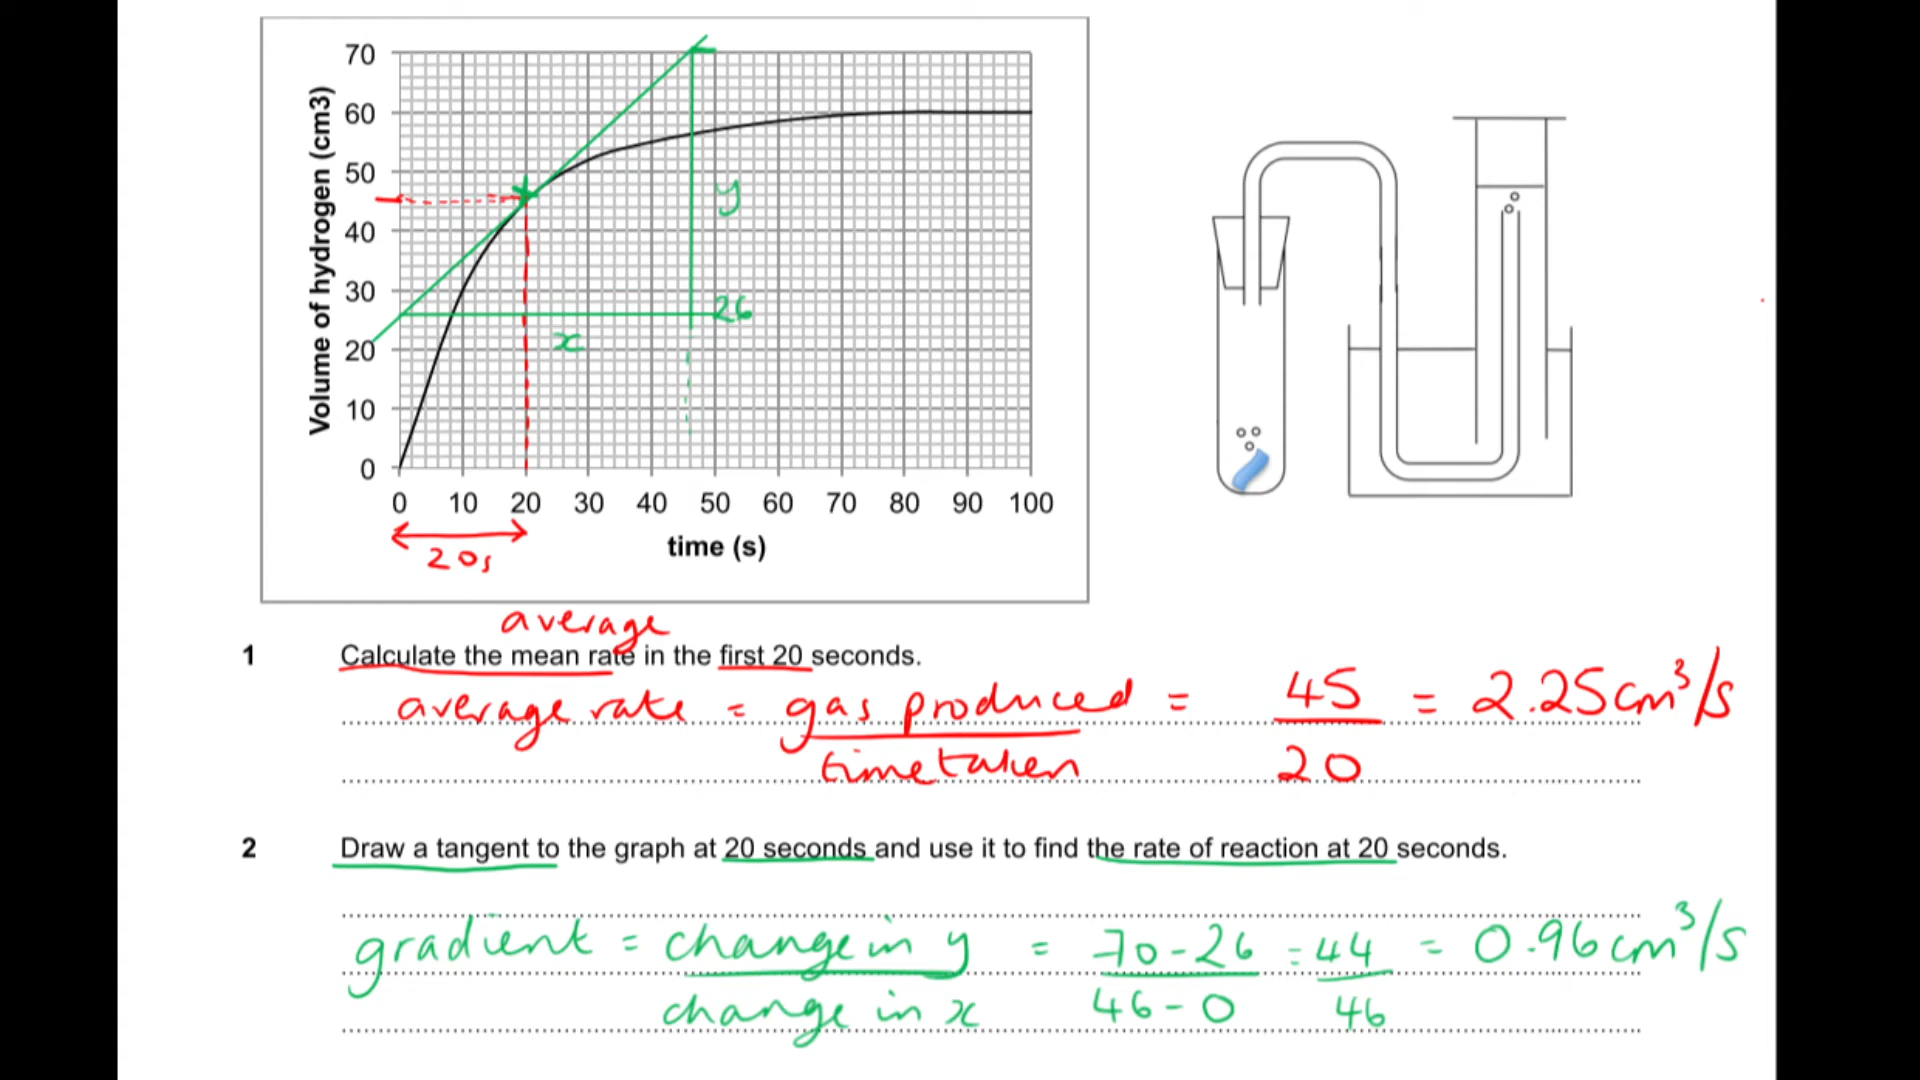 70
60
50
40
30
20
10
0
Volume of hydrogen (cm3)
y
26
x
0 10 20 30 40 50 60 70 80 90 100
time (s)
20s
average
1 Calculate the mean rate in the first 20 seconds.
average rate = gas produced / time taken = 45 / 20 = 2.25cm³/s
2 Draw a tangent to the graph at 20 seconds and use it to find the rate of reaction at 20 seconds.
gradient = change in y / change in x = 70-26 / 46-0 = 44 / 46 = 0.96cm³/s